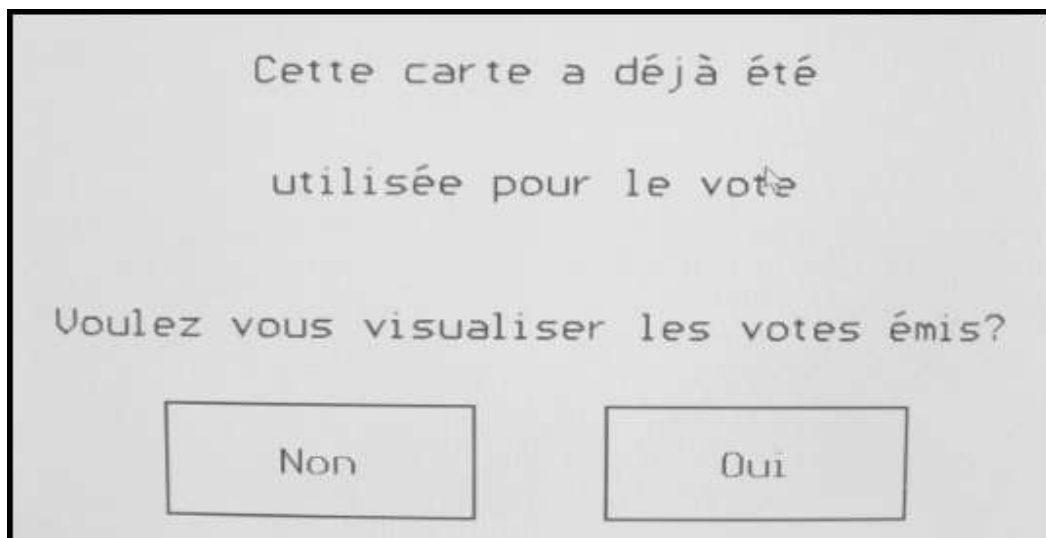 Cette carte a déjà été
utilisée pour le vote
Voulez vous visualiser les votes émis?
Non
Oui